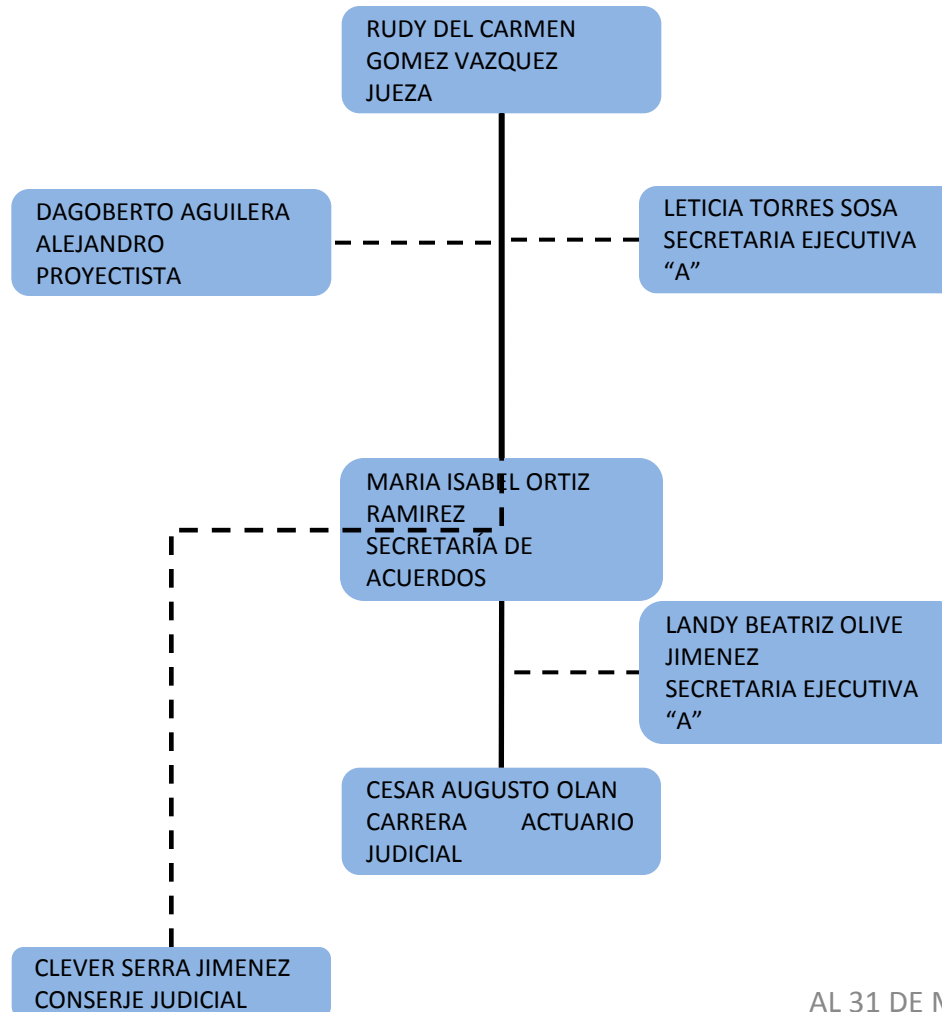 RUDY DEL CARMEN
GOMEZ VAZQUEZ
JUEZA
DAGOBERTO AGUILERA
ALEJANDRO
PROYECTISTA
LETICIA TORRES SOSA
SECRETARIA EJECUTIVA
“A”
MARIA ISABEL ORTIZ
RAMIREZ
SECRETARÍA DE
ACUERDOS
LANDY BEATRIZ OLIVE
JIMENEZ
SECRETARIA EJECUTIVA
“A”
CESAR AUGUSTO OLAN
CARRERA ACTUARIO
JUDICIAL
CLEVER SERRA JIMENEZ
CONSERJE JUDICIAL
AL 31 DE